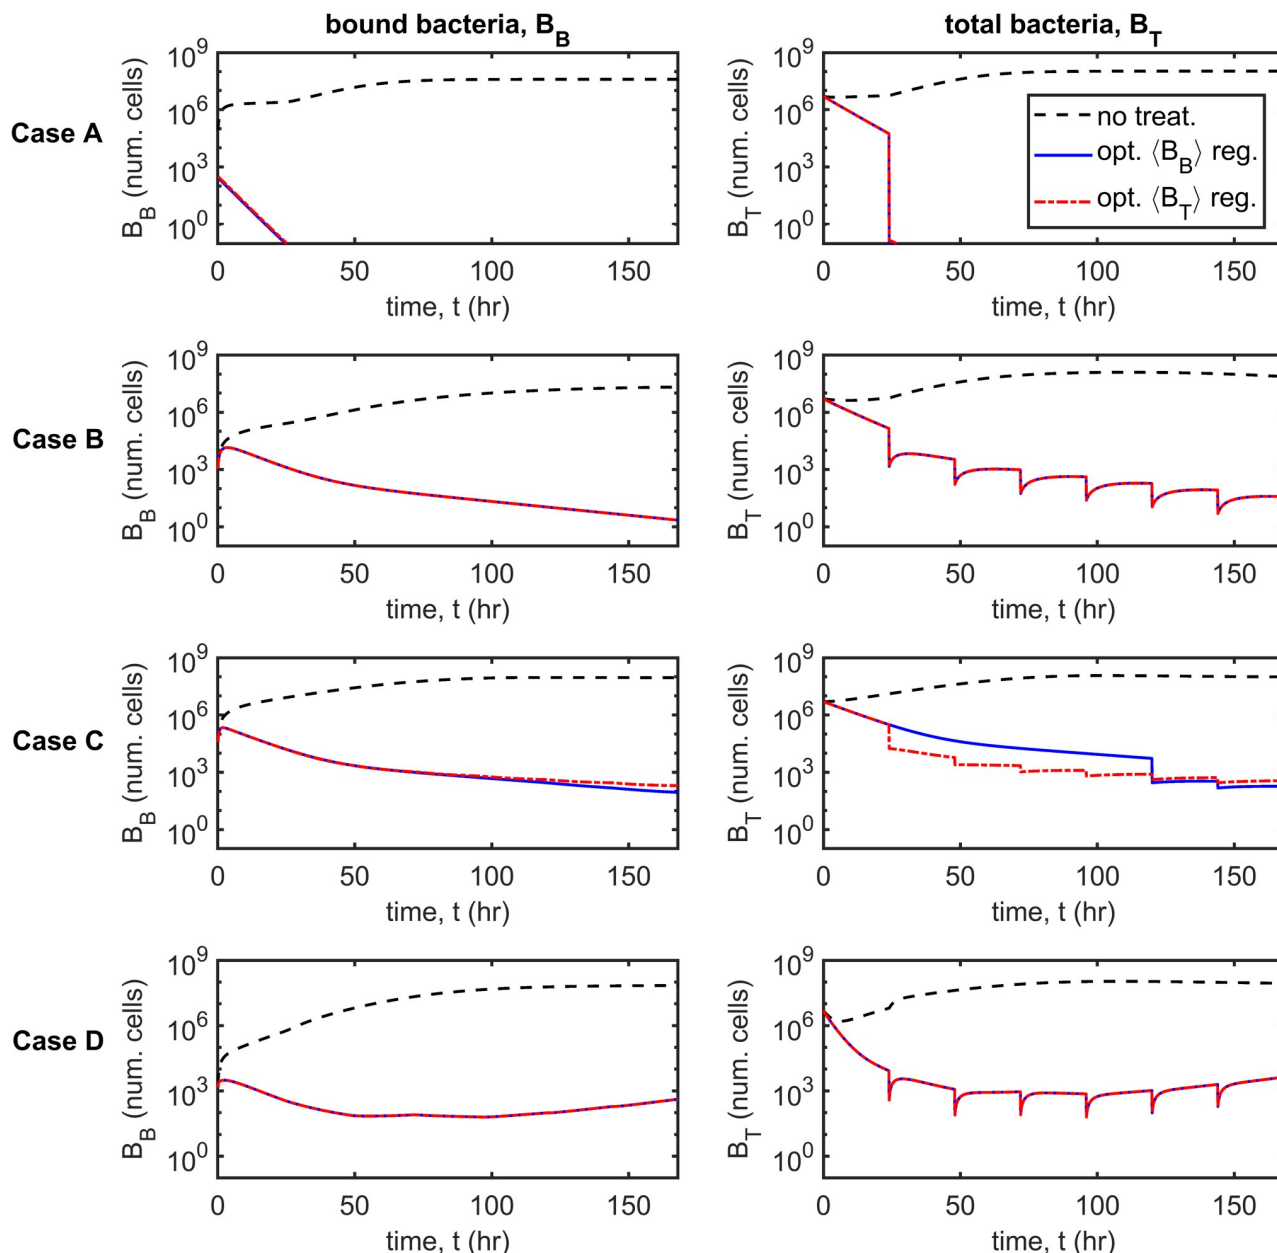 bound bacteria, B_B
total bacteria, B_T
Case A
B_B (num. cells)
10^9
10^6
10^3
10^0
0 50 100 150
time, t (hr)
B_T (num. cells)
10^9
10^6
10^3
10^0
0 50 100 150
time, t (hr)
no treat.
opt. ⟨B_B⟩ reg.
opt. ⟨B_T⟩ reg.
Case B
B_B (num. cells)
10^9
10^6
10^3
10^0
0 50 100 150
time, t (hr)
B_T (num. cells)
10^9
10^6
10^3
10^0
0 50 100 150
time, t (hr)
Case C
B_B (num. cells)
10^9
10^6
10^3
10^0
0 50 100 150
time, t (hr)
B_T (num. cells)
10^9
10^6
10^3
10^0
0 50 100 150
time, t (hr)
Case D
B_B (num. cells)
10^9
10^6
10^3
10^0
0 50 100 150
time, t (hr)
B_T (num. cells)
10^9
10^6
10^3
10^0
0 50 100 150
time, t (hr)